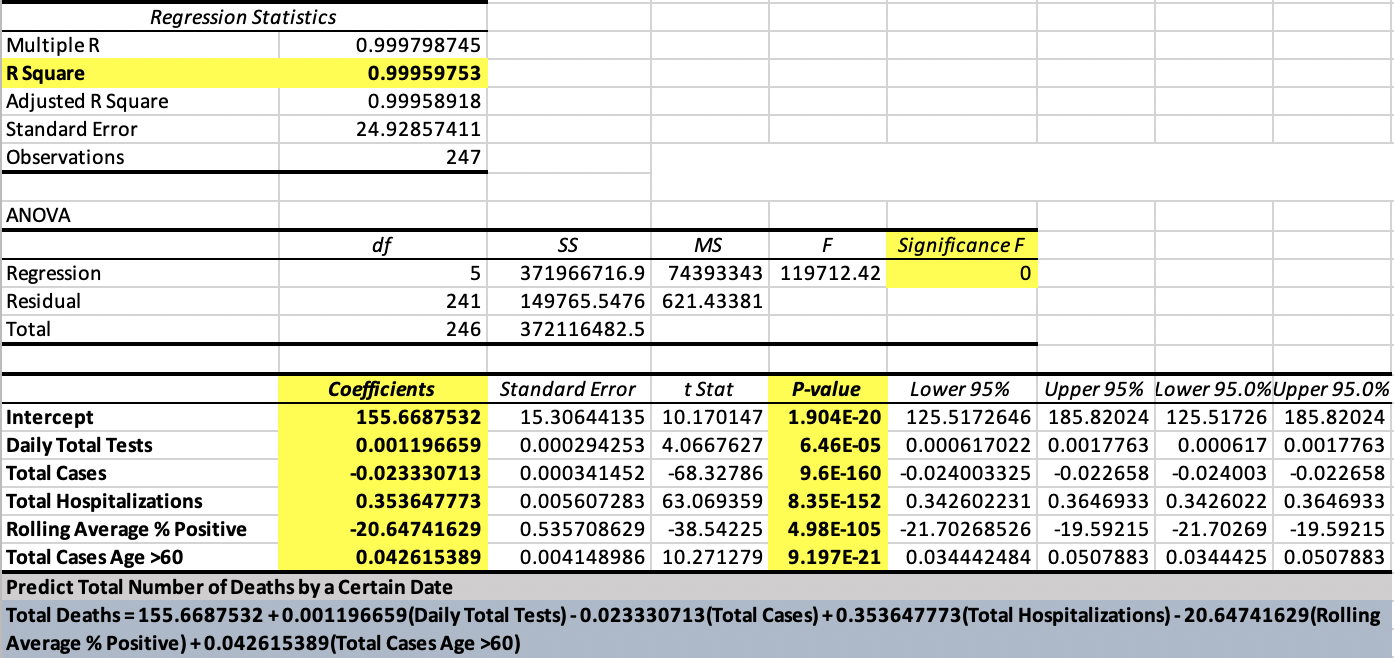 Regression Statistics
Multiple R 0.999798745
R Square 0.99959753
Adjusted R Square 0.99958918
Standard Error 24.92857411
Observations 247
ANOVA
df SS MS F Significance F
Regression 5 371966716.9 74393343 119712.42 0
Residual 241 149765.5476 621.43381
Total 246 372116482.5
Coefficients Standard Error t Stat P-value Lower 95% Upper 95% Lower 95.0% Upper 95.0%
Intercept 155.6687532 15.30644135 10.170147 1.904E-20 125.5172646 185.82024 125.51726 185.82024
Daily Total Tests 0.001196659 0.000294253 4.0667627 6.46E-05 0.000617022 0.0017763 0.000617 0.0017763
Total Cases -0.023330713 0.000341452 -68.32786 9.6E-160 -0.024003325 -0.022658 -0.024003 -0.022658
Total Hospitalizations 0.353647773 0.005607283 63.069359 8.35E-152 0.342602231 0.3646933 0.3426022 0.3646933
Rolling Average % Positive -20.64741629 0.535708629 -38.54225 4.98E-105 -21.70268526 -19.59215 -21.70269 -19.59215
Total Cases Age >60 0.042615389 0.004148986 10.271279 9.197E-21 0.034442484 0.0507883 0.0344425 0.0507883
Predict Total Number of Deaths by a Certain Date
Total Deaths = 155.6687532 + 0.001196659(Daily Total Tests) - 0.023330713(Total Cases) + 0.353647773(Total Hospitalizations) - 20.64741629(Rolling
Average % Positive) + 0.042615389(Total Cases Age >60)